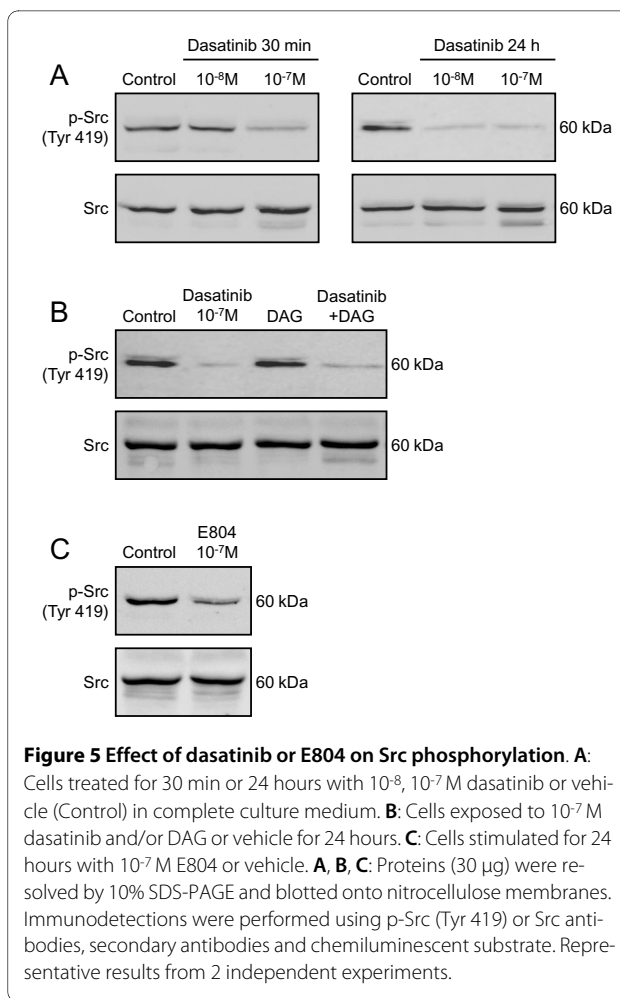 Dasatinib 30 min Dasatinib 24 h
A
Control 10-8M 10-7M Control 10-8M 10-7M
p-Src
(Tyr 419)
60 kDa
Src
60 kDa
B
Control Dasatinib 10-7M DAG Dasatinib +DAG
p-Src
(Tyr 419)
60 kDa
Src
60 kDa
C
Control E804 10-7M
p-Src
(Tyr 419)
60 kDa
Src
60 kDa
Figure 5 Effect of dasatinib or E804 on Src phosphorylation. A:
Cells treated for 30 min or 24 hours with 10-8, 10-7 M dasatinib or vehi-
cle (Control) in complete culture medium. B: Cells exposed to 10-7 M
dasatinib and/or DAG or vehicle for 24 hours. C: Cells stimulated for 24
hours with 10-7 M E804 or vehicle. A, B, C: Proteins (30 μg) were re-
solved by 10% SDS-PAGE and blotted onto nitrocellulose membranes.
Immunodetections were performed using p-Src (Tyr 419) or Src anti-
bodies, secondary antibodies and chemiluminescent substrate. Repre-
sentative results from 2 independent experiments.